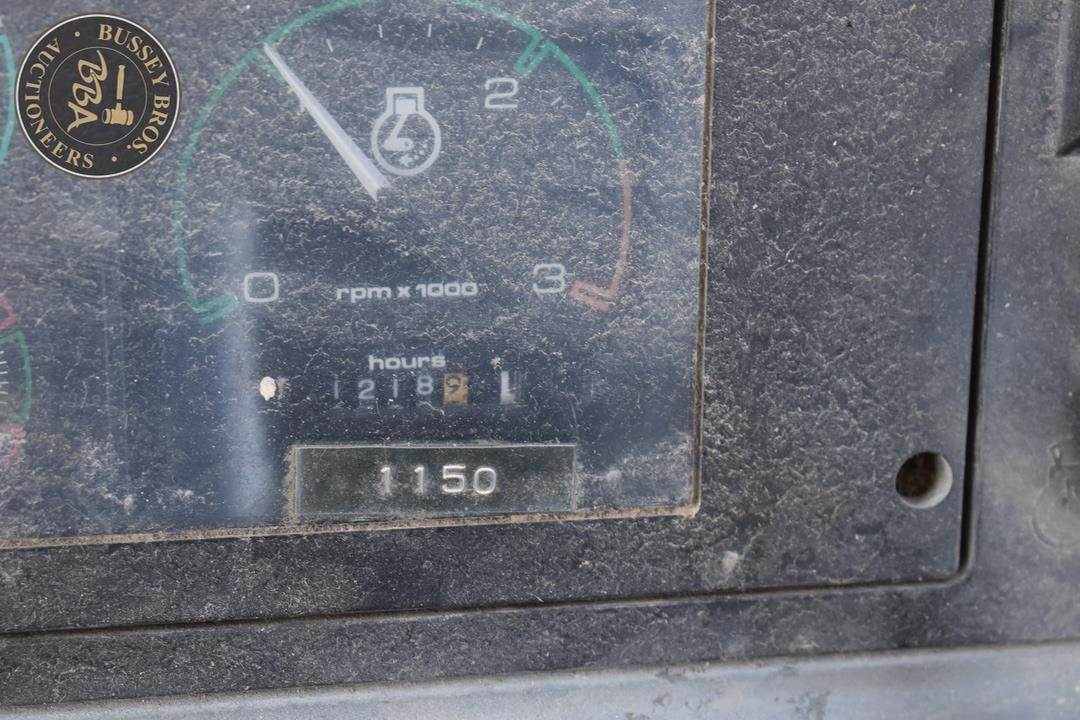 BUSSEY BROS.
AUCTIONEERS
BBA
2
0
3
rpm x 1000
hours
12189
1150